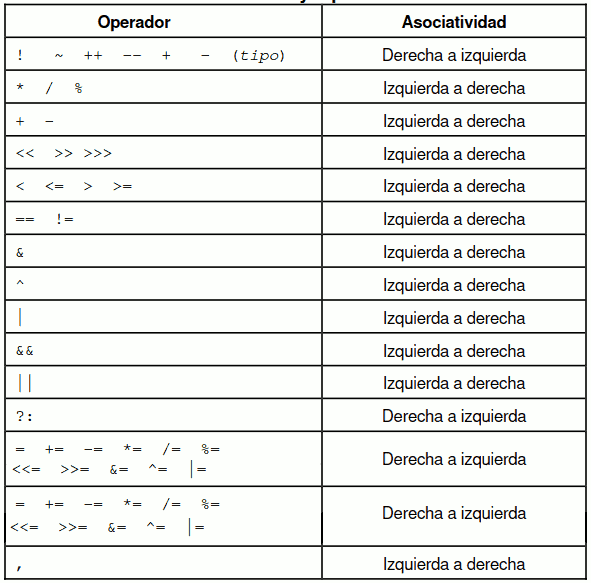 Operador Asociatividad
! ~ ++ -- + - (tipo) Derecha a izquierda
* / % Izquierda a derecha
+ - Izquierda a derecha
<< >> >>> Izquierda a derecha
< <= > >= Izquierda a derecha
== != Izquierda a derecha
& Izquierda a derecha
^ Izquierda a derecha
| Izquierda a derecha
&& Izquierda a derecha
|| Izquierda a derecha
?: Derecha a izquierda
= += -= *= /= %=
<<= >>= &= ^= |= Derecha a izquierda
= += -= *= /= %=
<<= >>= &= ^= |= Derecha a izquierda
, Izquierda a derecha